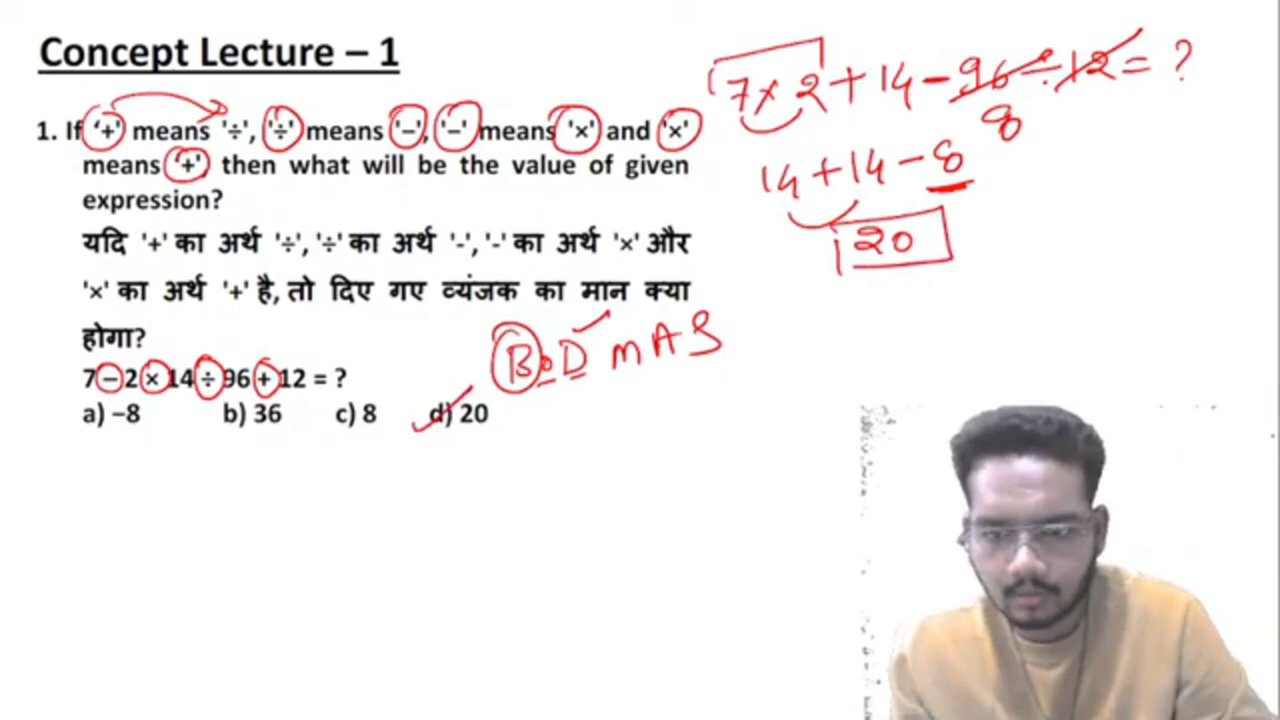 Concept Lecture – 1
1. If '+' means '÷', '÷' means '–', '–' means '×' and '×'
means '+', then what will be the value of given
expression?
यदि '+' का अर्थ '÷', '÷' का अर्थ '-', '-' का अर्थ '×' और
'×' का अर्थ '+' है, तो दिए गए व्यंजक का मान क्या
होगा?
7 – 2 × 14 ÷ 96 + 12 = ?
a) –8 b) 36 c) 8 d) 20
BoDMAS
7 × 2 + 14 – 96 ÷ 12 = ?
8
14 + 14 – 8
20